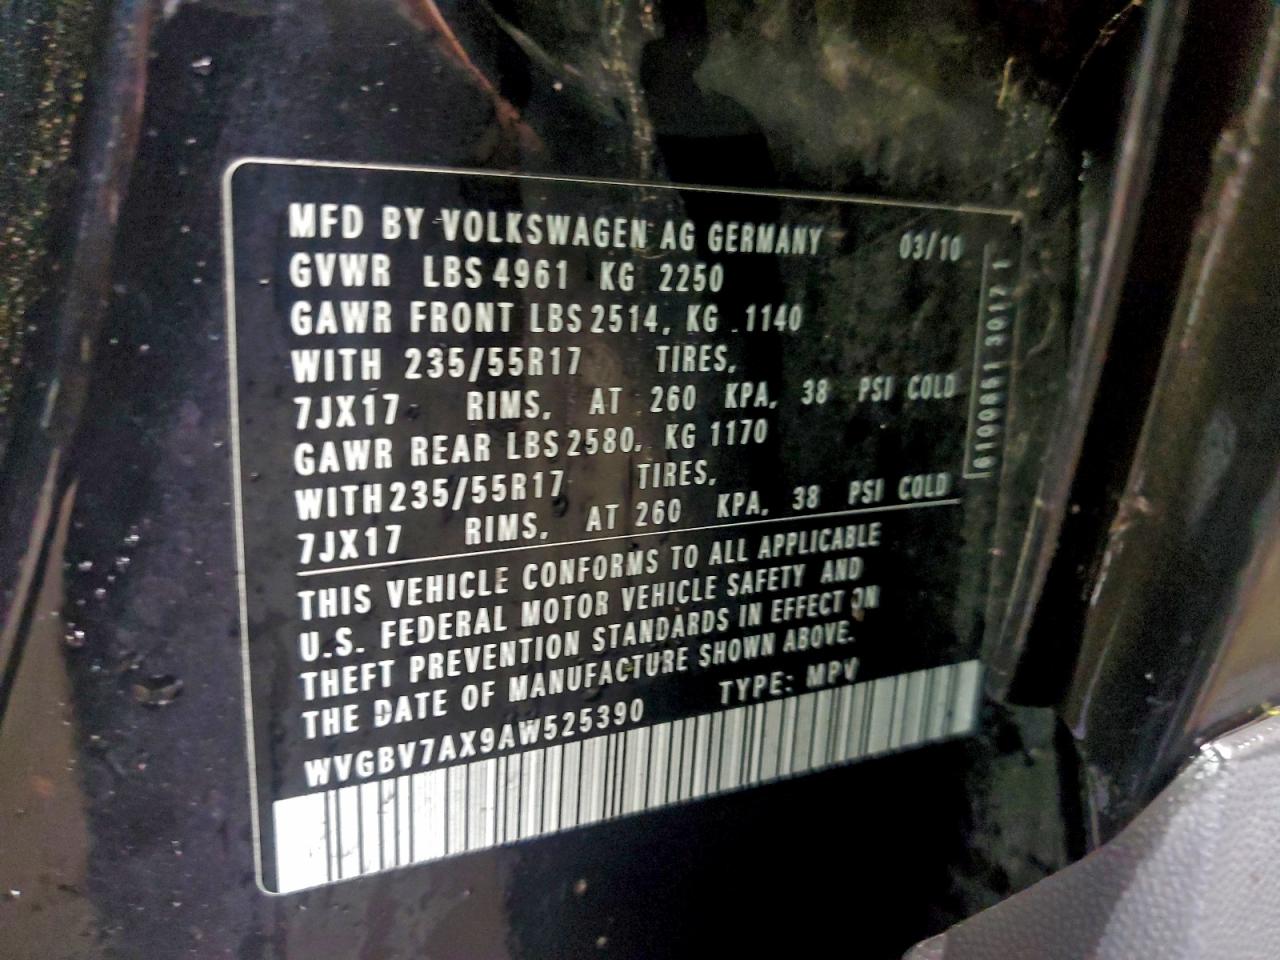 MFD BY VOLKSWAGEN AG GERMANY 03/10
GVWR LBS 4961 KG 2250
GAWR FRONT LBS 2514, KG 1140
WITH 235/55R17 TIRES,
7JX17 RIMS, AT 260 KPA, 38 PSI COLD
GAWR REAR LBS 2580, KG 1170
WITH 235/55R17 TIRES,
7JX17 RIMS, AT 260 KPA, 38 PSI COLD
THIS VEHICLE CONFORMS TO ALL APPLICABLE
U.S. FEDERAL MOTOR VEHICLE SAFETY AND
THEFT PREVENTION STANDARDS IN EFFECT ON
THE DATE OF MANUFACTURE SHOWN ABOVE.
WVGBV7AX9AW525390 TYPE: MPV